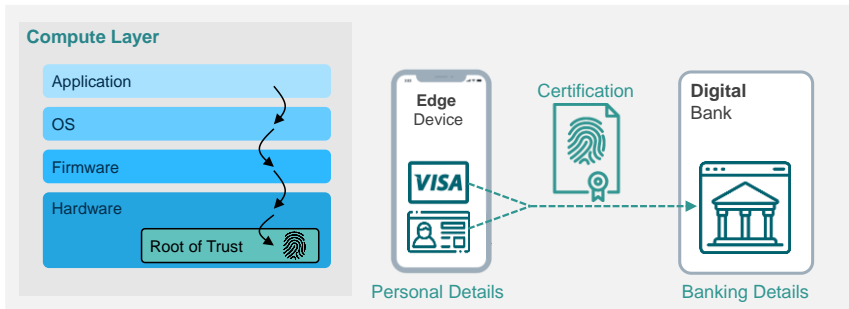 Compute Layer
Application
OS
Firmware
Hardware
Root of Trust
Edge
Device
VISA
Personal Details
Certification
Digital
Bank
Banking Details